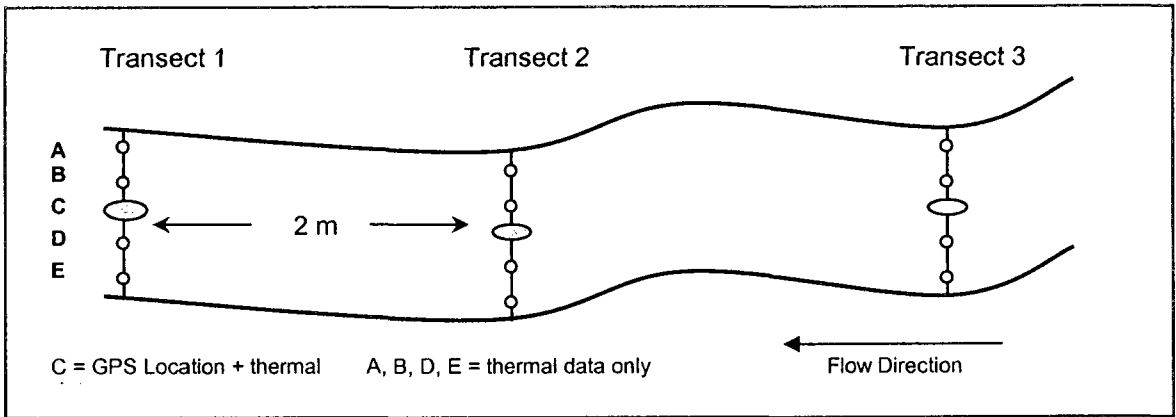 Transect 1 Transect 2 Transect 3
A
B
C
D
E
2 m
C = GPS Location + thermal A, B, D, E = thermal data only
Flow Direction